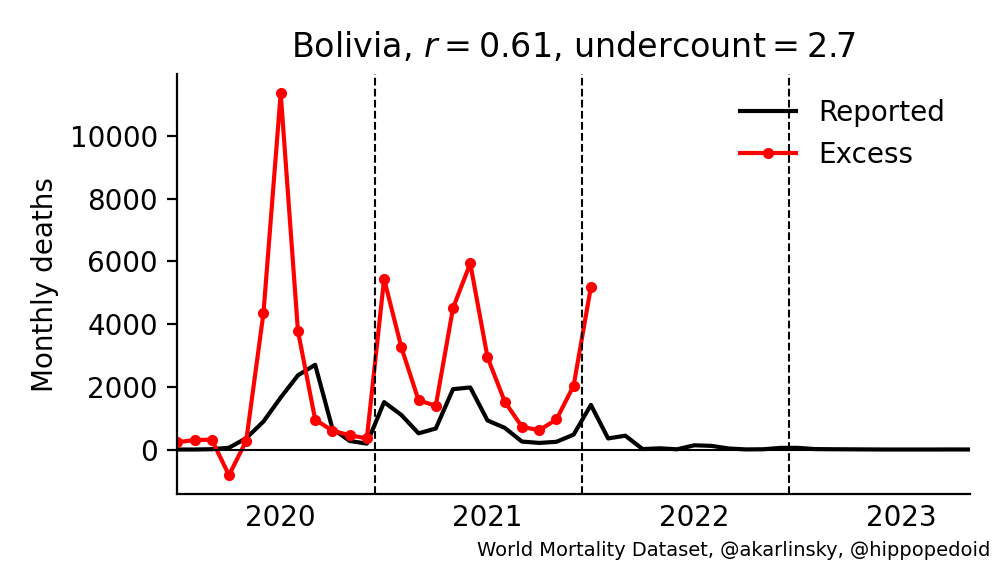 Bolivia, r = 0.61, undercount = 2.7
Reported
Excess
Monthly deaths
10000
8000
6000
4000
2000
0
2020 2021 2022 2023
World Mortality Dataset, @akarlinsky, @hippopedoid